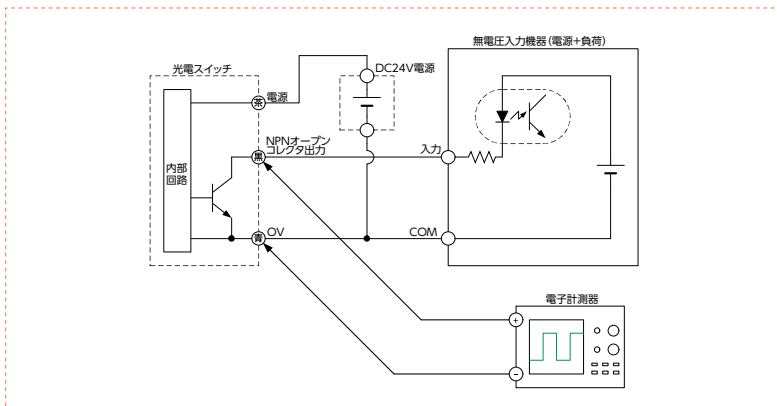 無電圧入力機器(電源+負荷)
光電スイッチ
DC24V電源
茶
電源
NPNオープン
コレクタ出力
黒
入力
内部
回路
青
OV
COM
電子計測器
+
-